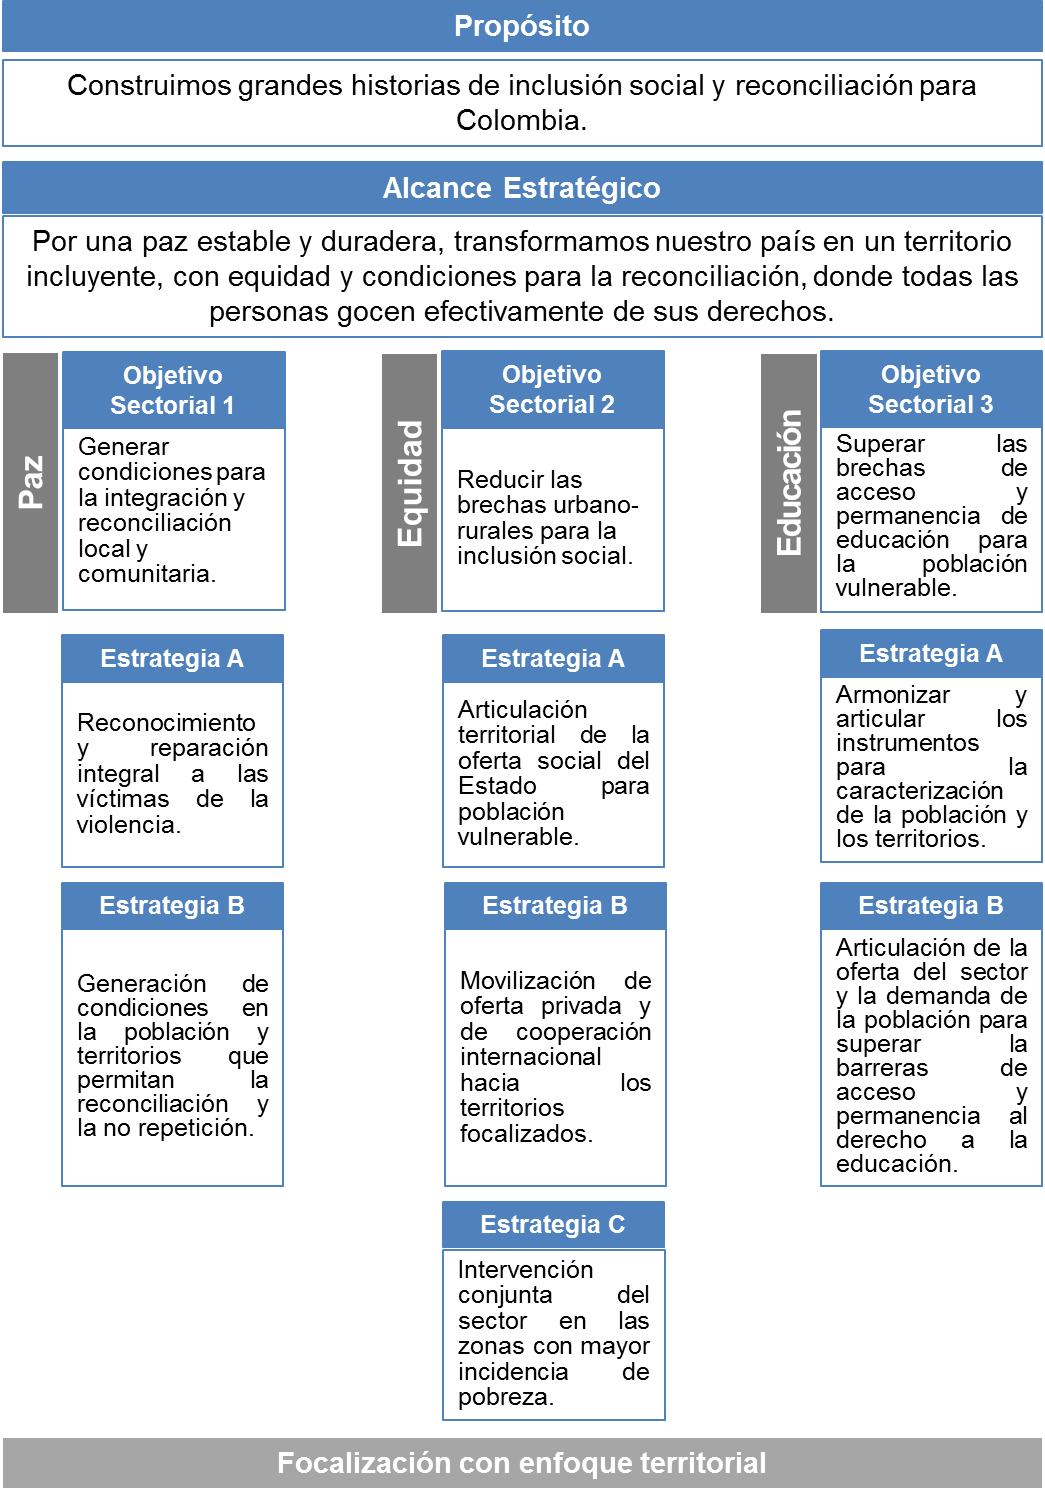 Propósito
Construimos grandes historias de inclusión social y reconciliación para
Colombia.
Alcance Estratégico
Por una paz estable y duradera, transformamos nuestro país en un territorio
incluyente, con equidad y condiciones para la reconciliación, donde todas las
personas gocen efectivamente de sus derechos.
Paz
Objetivo
Sectorial 1
Generar
condiciones para
la integración y
reconciliación
local y
comunitaria.
Estrategia A
Reconocimiento
y reparación
integral a las
víctimas de la
violencia.
Estrategia B
Generación de
condiciones en
la población y
territorios que
permitan la
reconciliación y
la no repetición.
Equidad
Objetivo
Sectorial 2
Reducir las
brechas urbano-
rurales para la
inclusión social.
Estrategia A
Articulación
territorial de la
oferta social del
Estado para
población
vulnerable.
Estrategia B
Movilización de
oferta privada y
de cooperación
internacional
hacia los
territorios
focalizados.
Estrategia C
Intervención
conjunta del
sector en las
zonas con mayor
incidencia de
pobreza.
Educación
Objetivo
Sectorial 3
Superar las
brechas de
acceso y
permanencia de
educación para
la población
vulnerable.
Estrategia A
Armonizar y
articular los
instrumentos
para la
caracterización
de la población y
los territorios.
Estrategia B
Articulación de la
oferta del sector
y la demanda de
la población para
superar la
barreras de
acceso y
permanencia al
derecho a la
educación.
Focalización con enfoque territorial